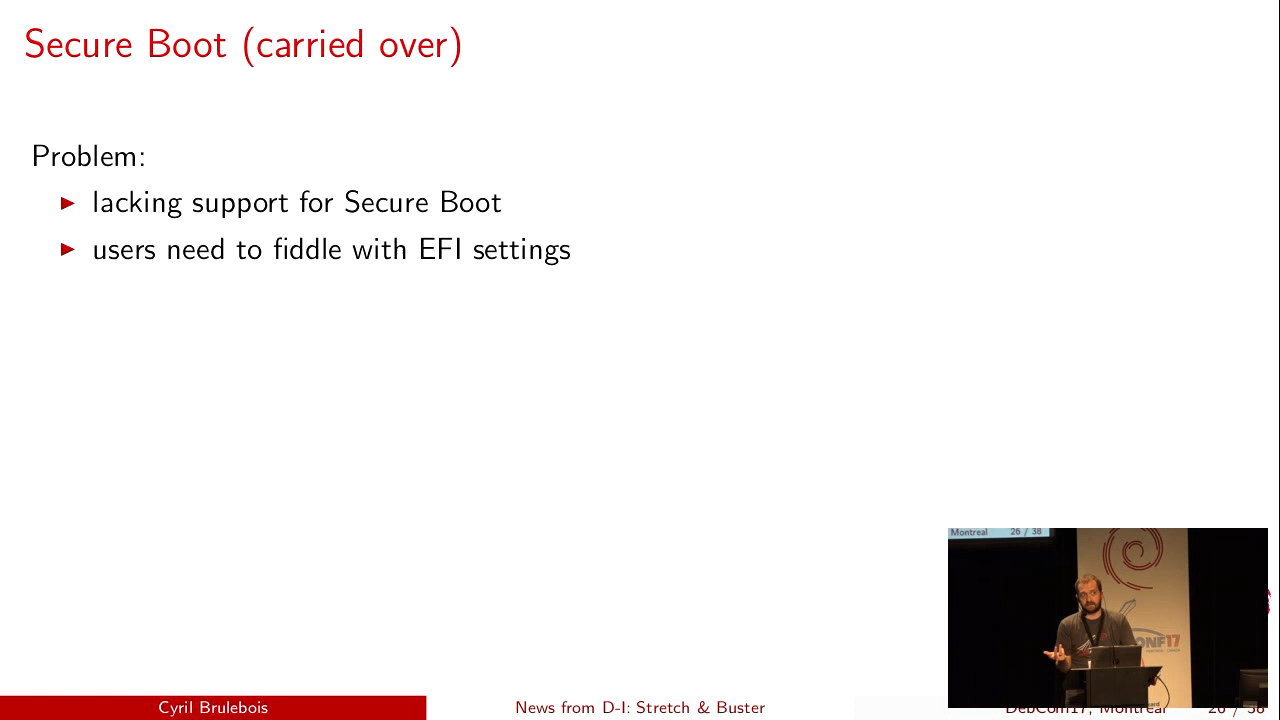 Secure Boot (carried over)
Problem:
lacking support for Secure Boot
users need to fiddle with EFI settings
Montreal 26 / 38
ONF17
Cyril Brulebois
News from D-I: Stretch & Buster
DebConf17, Montreal 26 / 38